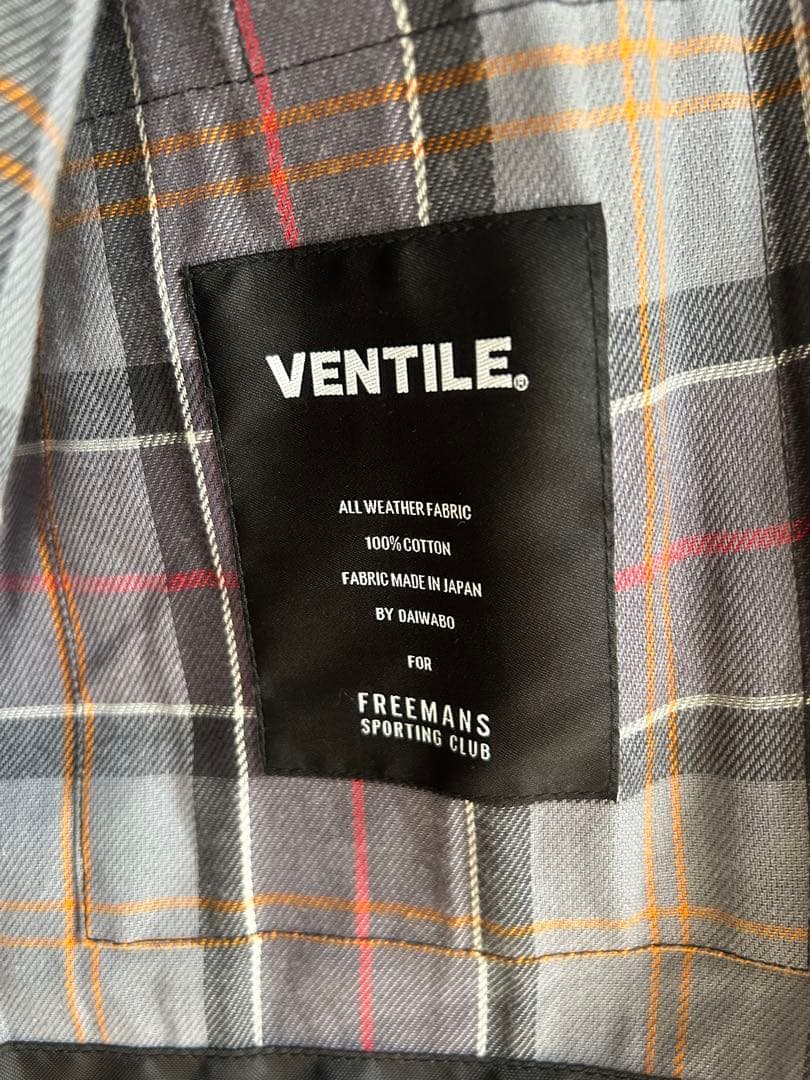 VENTILE®
ALL WEATHER FABRIC
100% COTTON
FABRIC MADE IN JAPAN
BY DAIWABO
FOR
FREEMANS
SPORTING CLUB